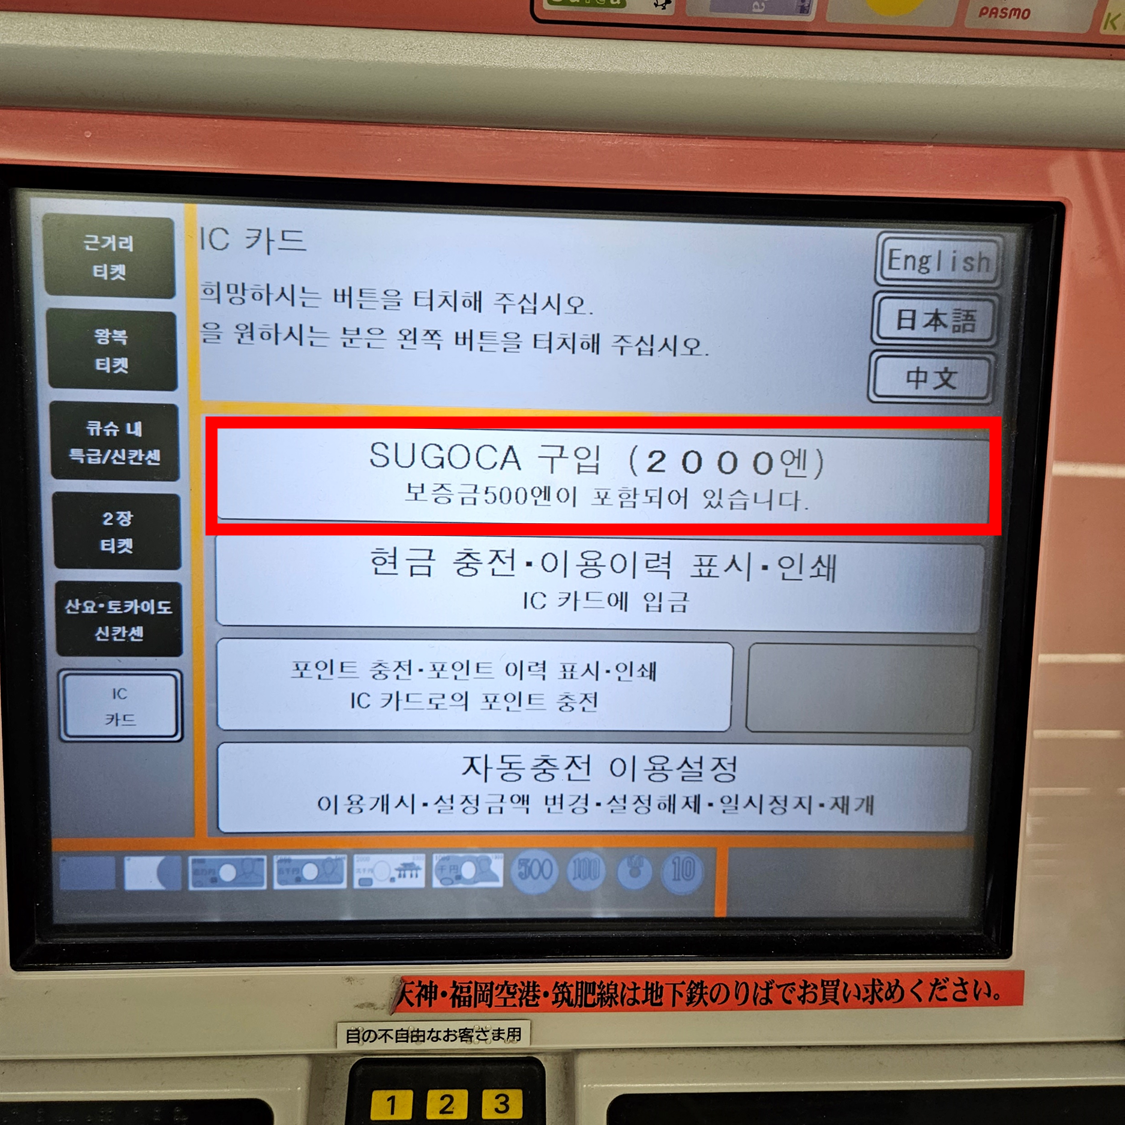 PASMO
근거리
티켓
왕복
티켓
큐슈 내
특급/신칸센
2장
티켓
산요·토카이도
신칸센
IC
카드
IC 카드
희망하시는 버튼을 터치해 주십시오.
을 원하시는 분은 왼쪽 버튼을 터치해 주십시오.
English
日本語
中文
SUGOCA 구입 (2000엔)
보증금500엔이 포함되어 있습니다.
현금 충전·이용이력 표시·인쇄
IC 카드에 입금
포인트 충전·포인트 이력 표시·인쇄
IC 카드로의 포인트 충전
자동충전 이용설정
이용개시·설정금액 변경·설정해제·일시정지·재개
500
100
10
天神・福岡空港・筑肥線は地下鉄のりばでお買い求めください。
目の不自由なお客さま用
1 2 3